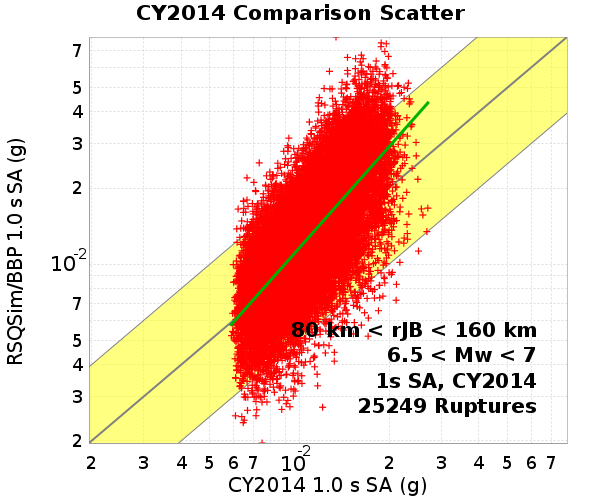 CY2014 Comparison Scatter
7
5
4
3
2
10-2
7
5
4
3
2
RSQSim/BBP 1.0 s SA (g)
80 km < rJB < 160 km
6.5 < Mw < 7
1s SA, CY2014
25249 Ruptures
2 3 4 5 6 7 10-2 2 3 4 5 6 7
CY2014 1.0 s SA (g)